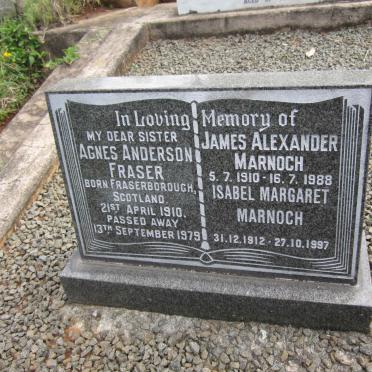 In Loving Memory of
MY DEAR SISTER
AGNES ANDERSON
FRASER
BORN FRASERBOROUGH,
SCOTLAND
21ST APRIL 1910.
PASSED AWAY
13TH SEPTEMBER 1979
JAMES ALEXANDER
MARNOCH
5.7.1910-16.7.1988
ISABEL MARGARET
MARNOCH
31.12.1912-27.10.1997